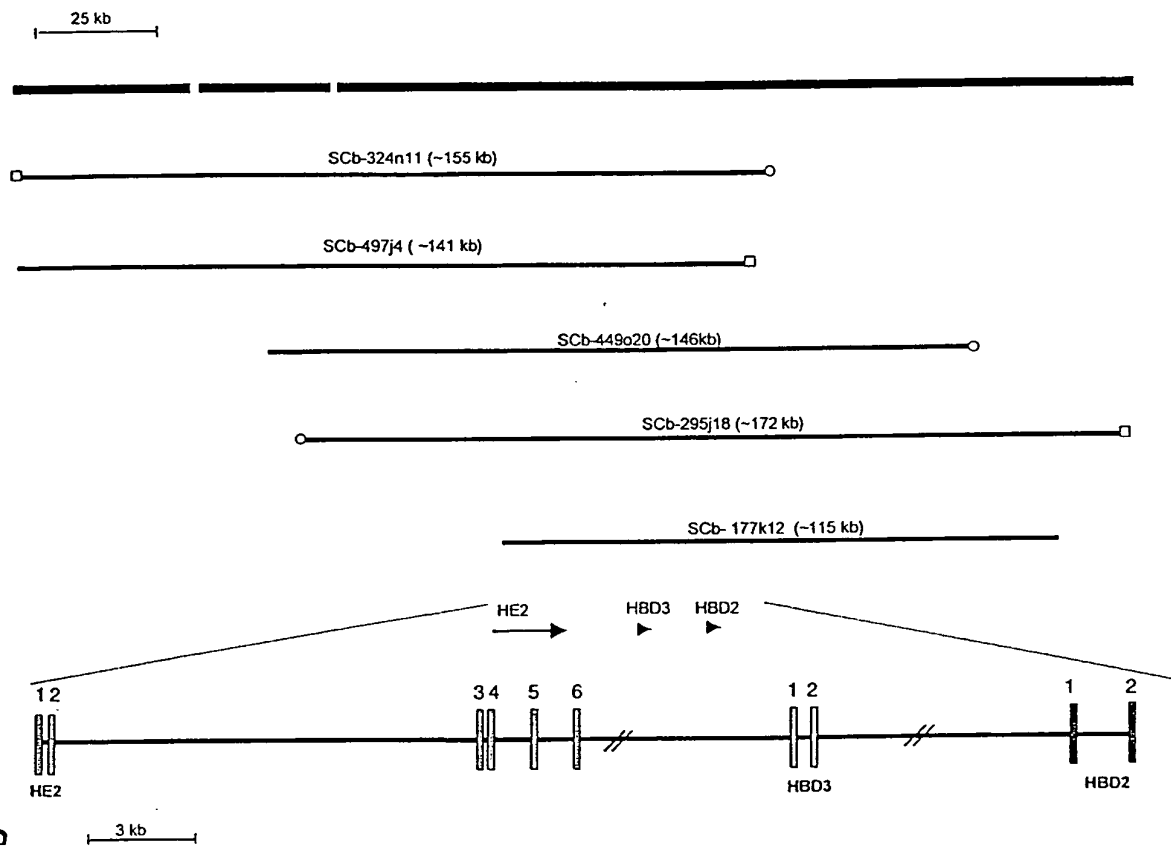 25 kb
SCb-324n11 (~155 kb)
SCb-497j4 ( ~141 kb)
SCb-449o20 (~146kb)
SCb-295j18 (~172 kb)
SCb- 177k12 (~115 kb)
HE2 HBD3 HBD2
1 2 3 4 5 6 1 2 1 2
HE2 HBD3 HBD2
3 kb